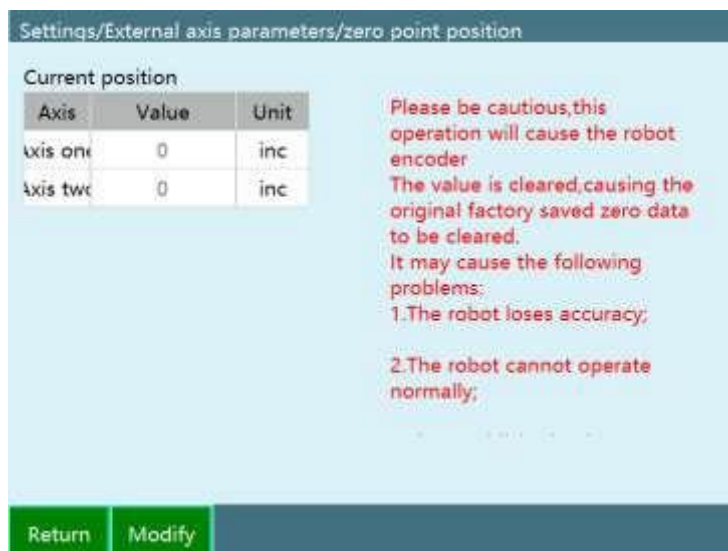 Settings/External axis parameters/zero point position
Current position
Axis Value Unit
Axis one 0 inc
Axis two 0 inc
Please be cautious,this
operation will cause the robot
encoder
The value is cleared,causing the
original factory saved zero data
to be cleared.
It may cause the following
problems:
1.The robot loses accuracy;
2.The robot cannot operate
normally;
Return Modify